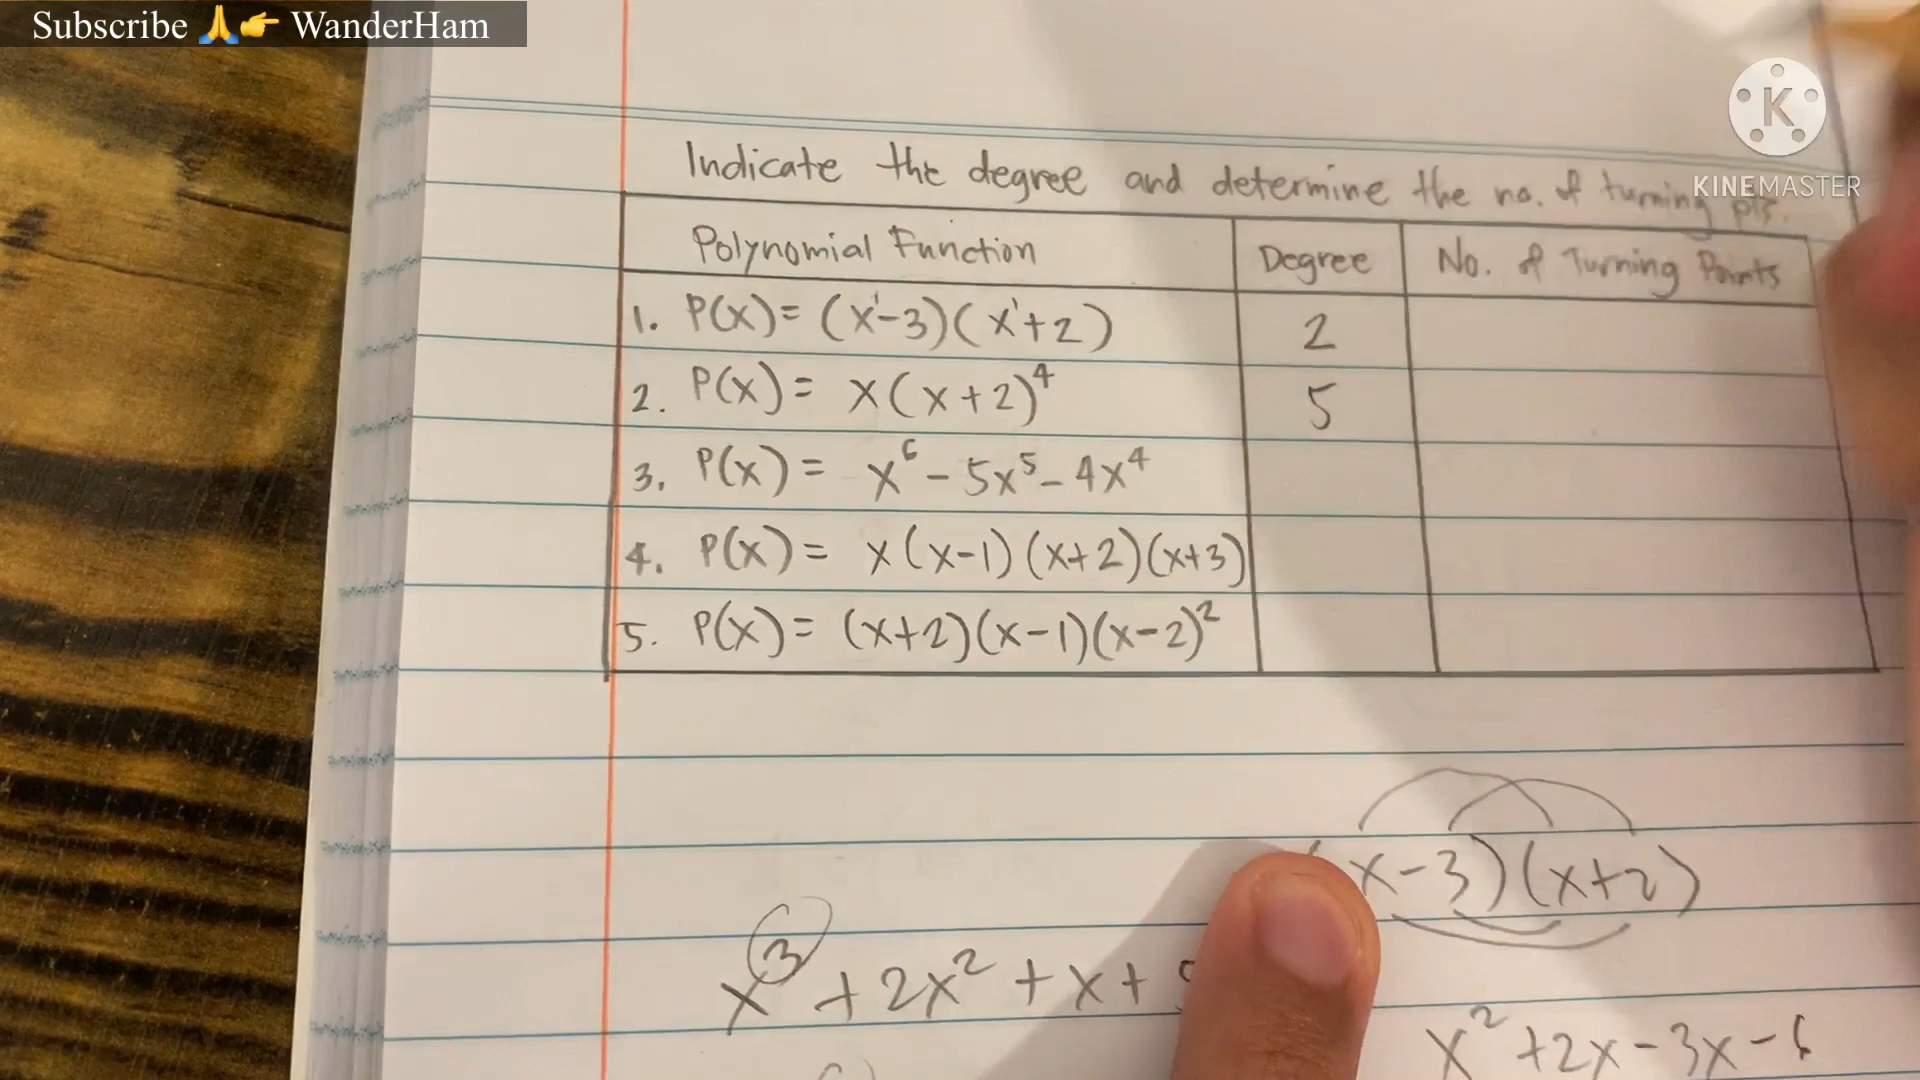 Subscribe 🙏👉 WanderHam
KINEMASTER
Indicate the degree and determine the no. of turning pts.
Polynomial Function Degree No. of Turning Points
1. P(x) = (x¹-3)(x¹+2) 2
2. P(x) = x(x+2)⁴ 5
3. P(x) = x⁶ - 5x⁵ - 4x⁴
4. P(x) = x(x-1)(x+2)(x+3)
5. P(x) = (x+2)(x-1)(x-2)²
x-3)(x+2)
x³ + 2x² + x +
x² + 2x - 3x - 6